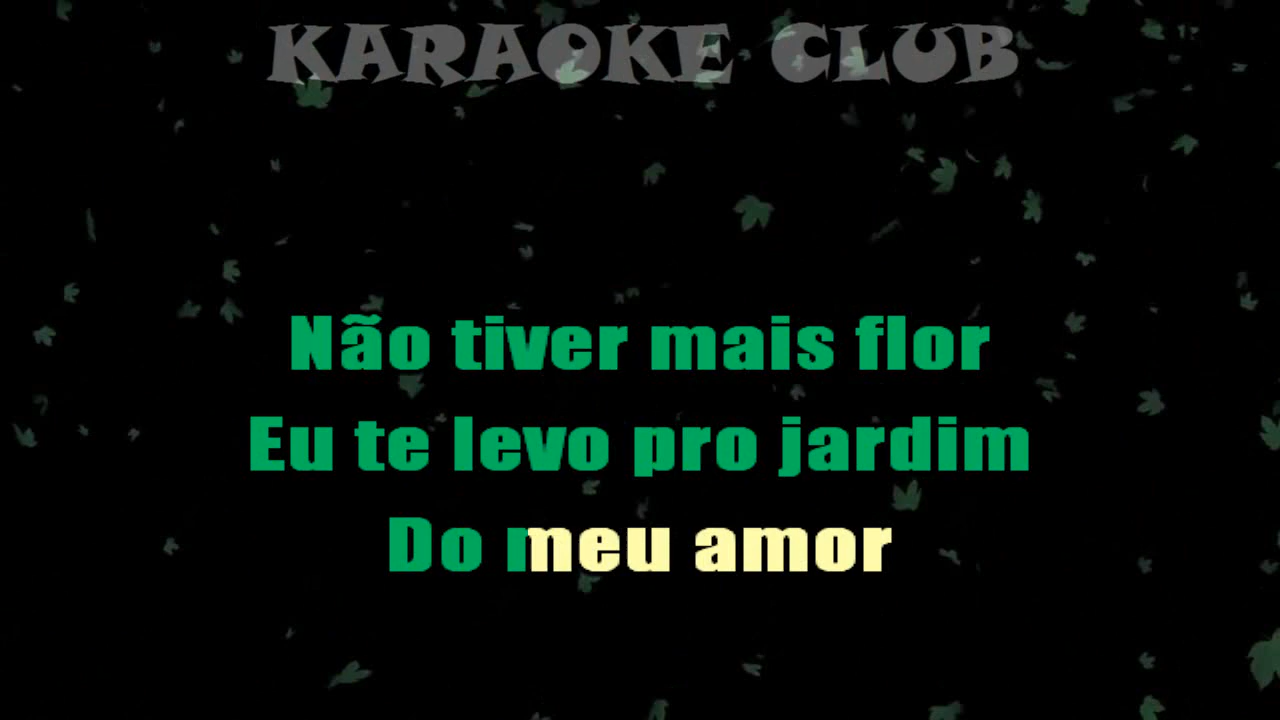 KARAOKE CLUB
Não tiver mais flor
Eu te levo pro jardim
Do meu amor